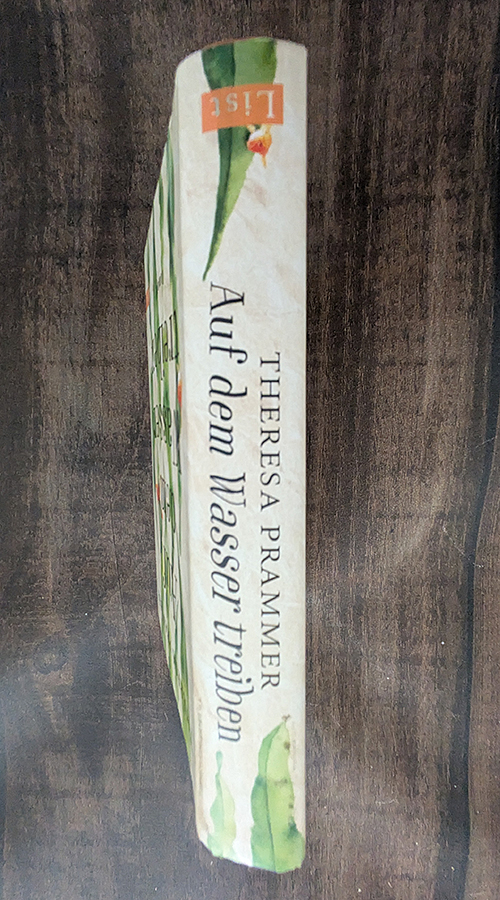 THERESA PRAMMER
Auf dem Wasser treiben
List